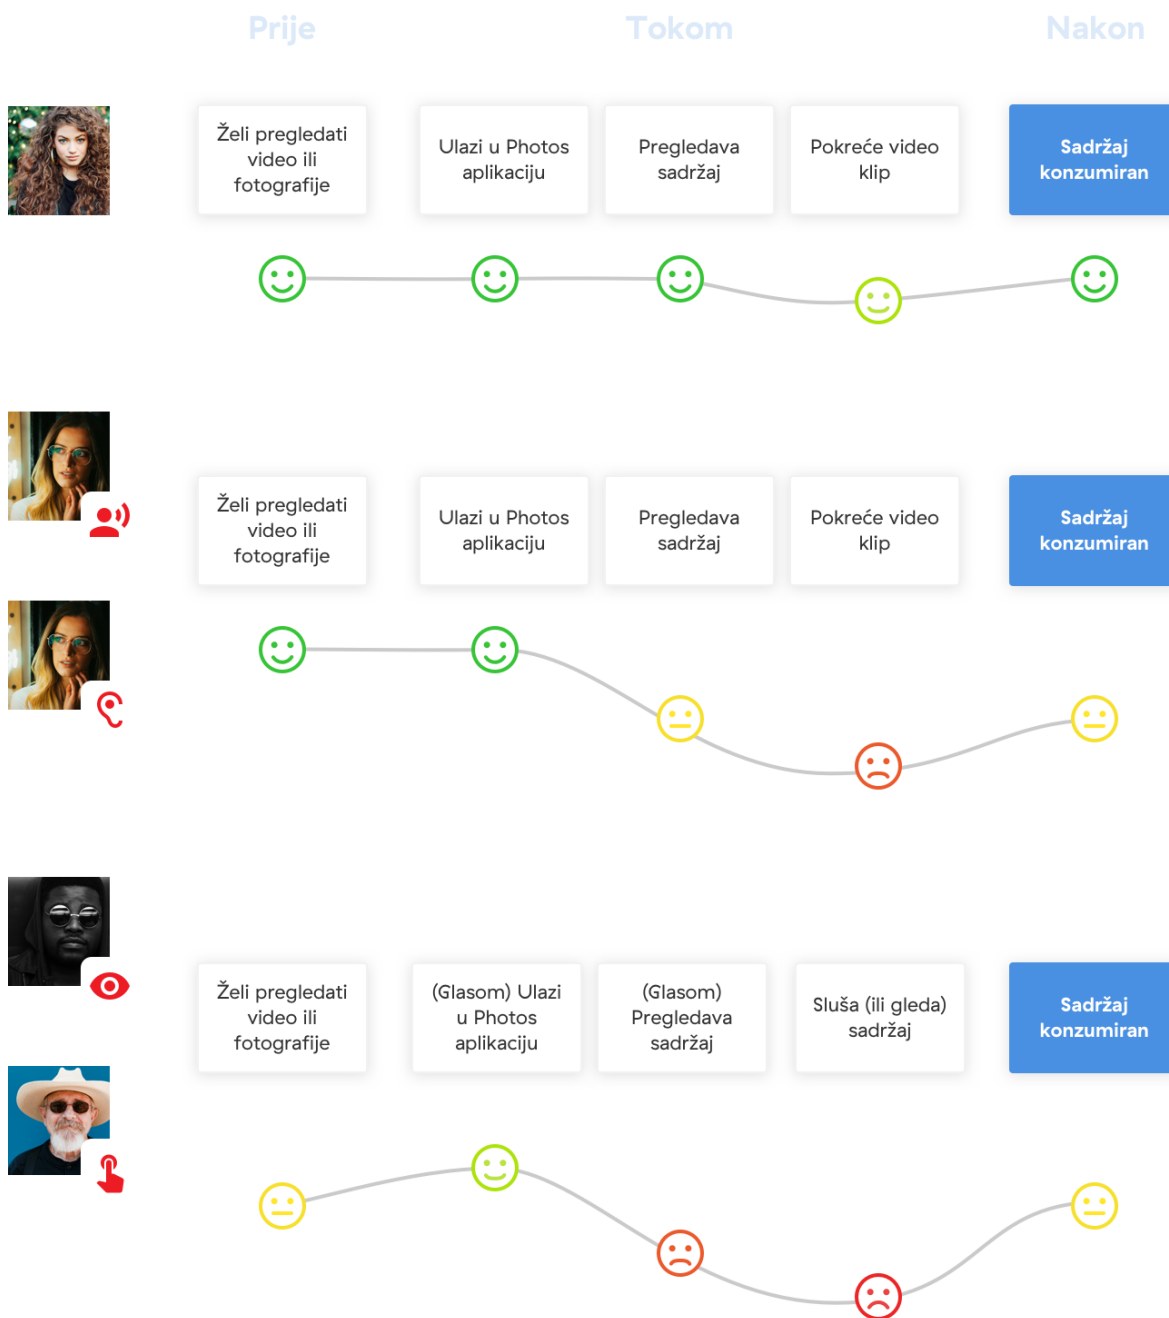 Prije
Tokom
Nakon
Želi pregledati
video ili
fotografije
Ulazi u Photos
aplikaciju
Pregledava
sadržaj
Pokreće video
klip
Sadržaj
konzumiran
Želi pregledati
video ili
fotografije
Ulazi u Photos
aplikaciju
Pregledava
sadržaj
Pokreće video
klip
Sadržaj
konzumiran
Želi pregledati
video ili
fotografije
(Glasom) Ulazi
u Photos
aplikaciju
(Glasom)
Pregledava
sadržaj
Sluša (ili gleda)
sadržaj
Sadržaj
konzumiran